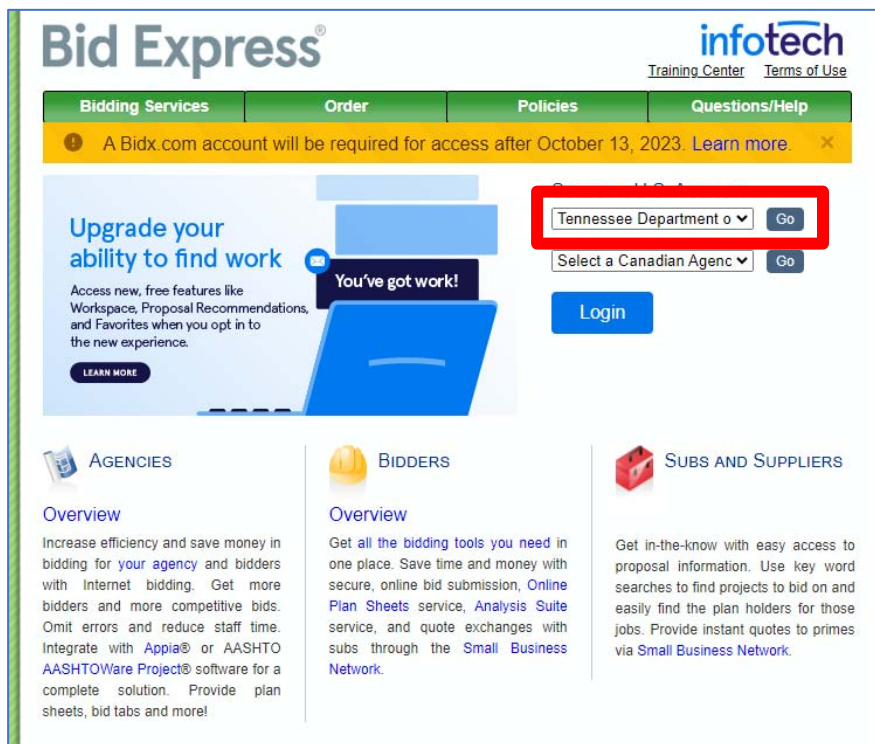 Bid Express®
infotech
Training Center Terms of Use
Bidding Services Order Policies Questions/Help
A Bidx.com account will be required for access after October 13, 2023. Learn more. ×
Upgrade your
ability to find work
Access new, free features like
Workspace, Proposal Recommendations,
and Favorites when you opt in to
the new experience.
LEARN MORE
You've got work!
Tennessee Department o Go
Select a Canadian Agenc Go
Login
AGENCIES
Overview
Increase efficiency and save money in
bidding for your agency and bidders
with Internet bidding. Get more
bidders and more competitive bids.
Omit errors and reduce staff time.
Integrate with Appia® or AASHTO
AASHTOWare Project® software for a
complete solution. Provide plan
sheets, bid tabs and more!
BIDDERS
Overview
Get all the bidding tools you need in
one place. Save time and money with
secure, online bid submission, Online
Plan Sheets service, Analysis Suite
service, and quote exchanges with
subs through the Small Business
Network.
SUBS AND SUPPLIERS
Get in-the-know with easy access to
proposal information. Use key word
searches to find projects to bid on and
easily find the plan holders for those
jobs. Provide instant quotes to primes
via Small Business Network.